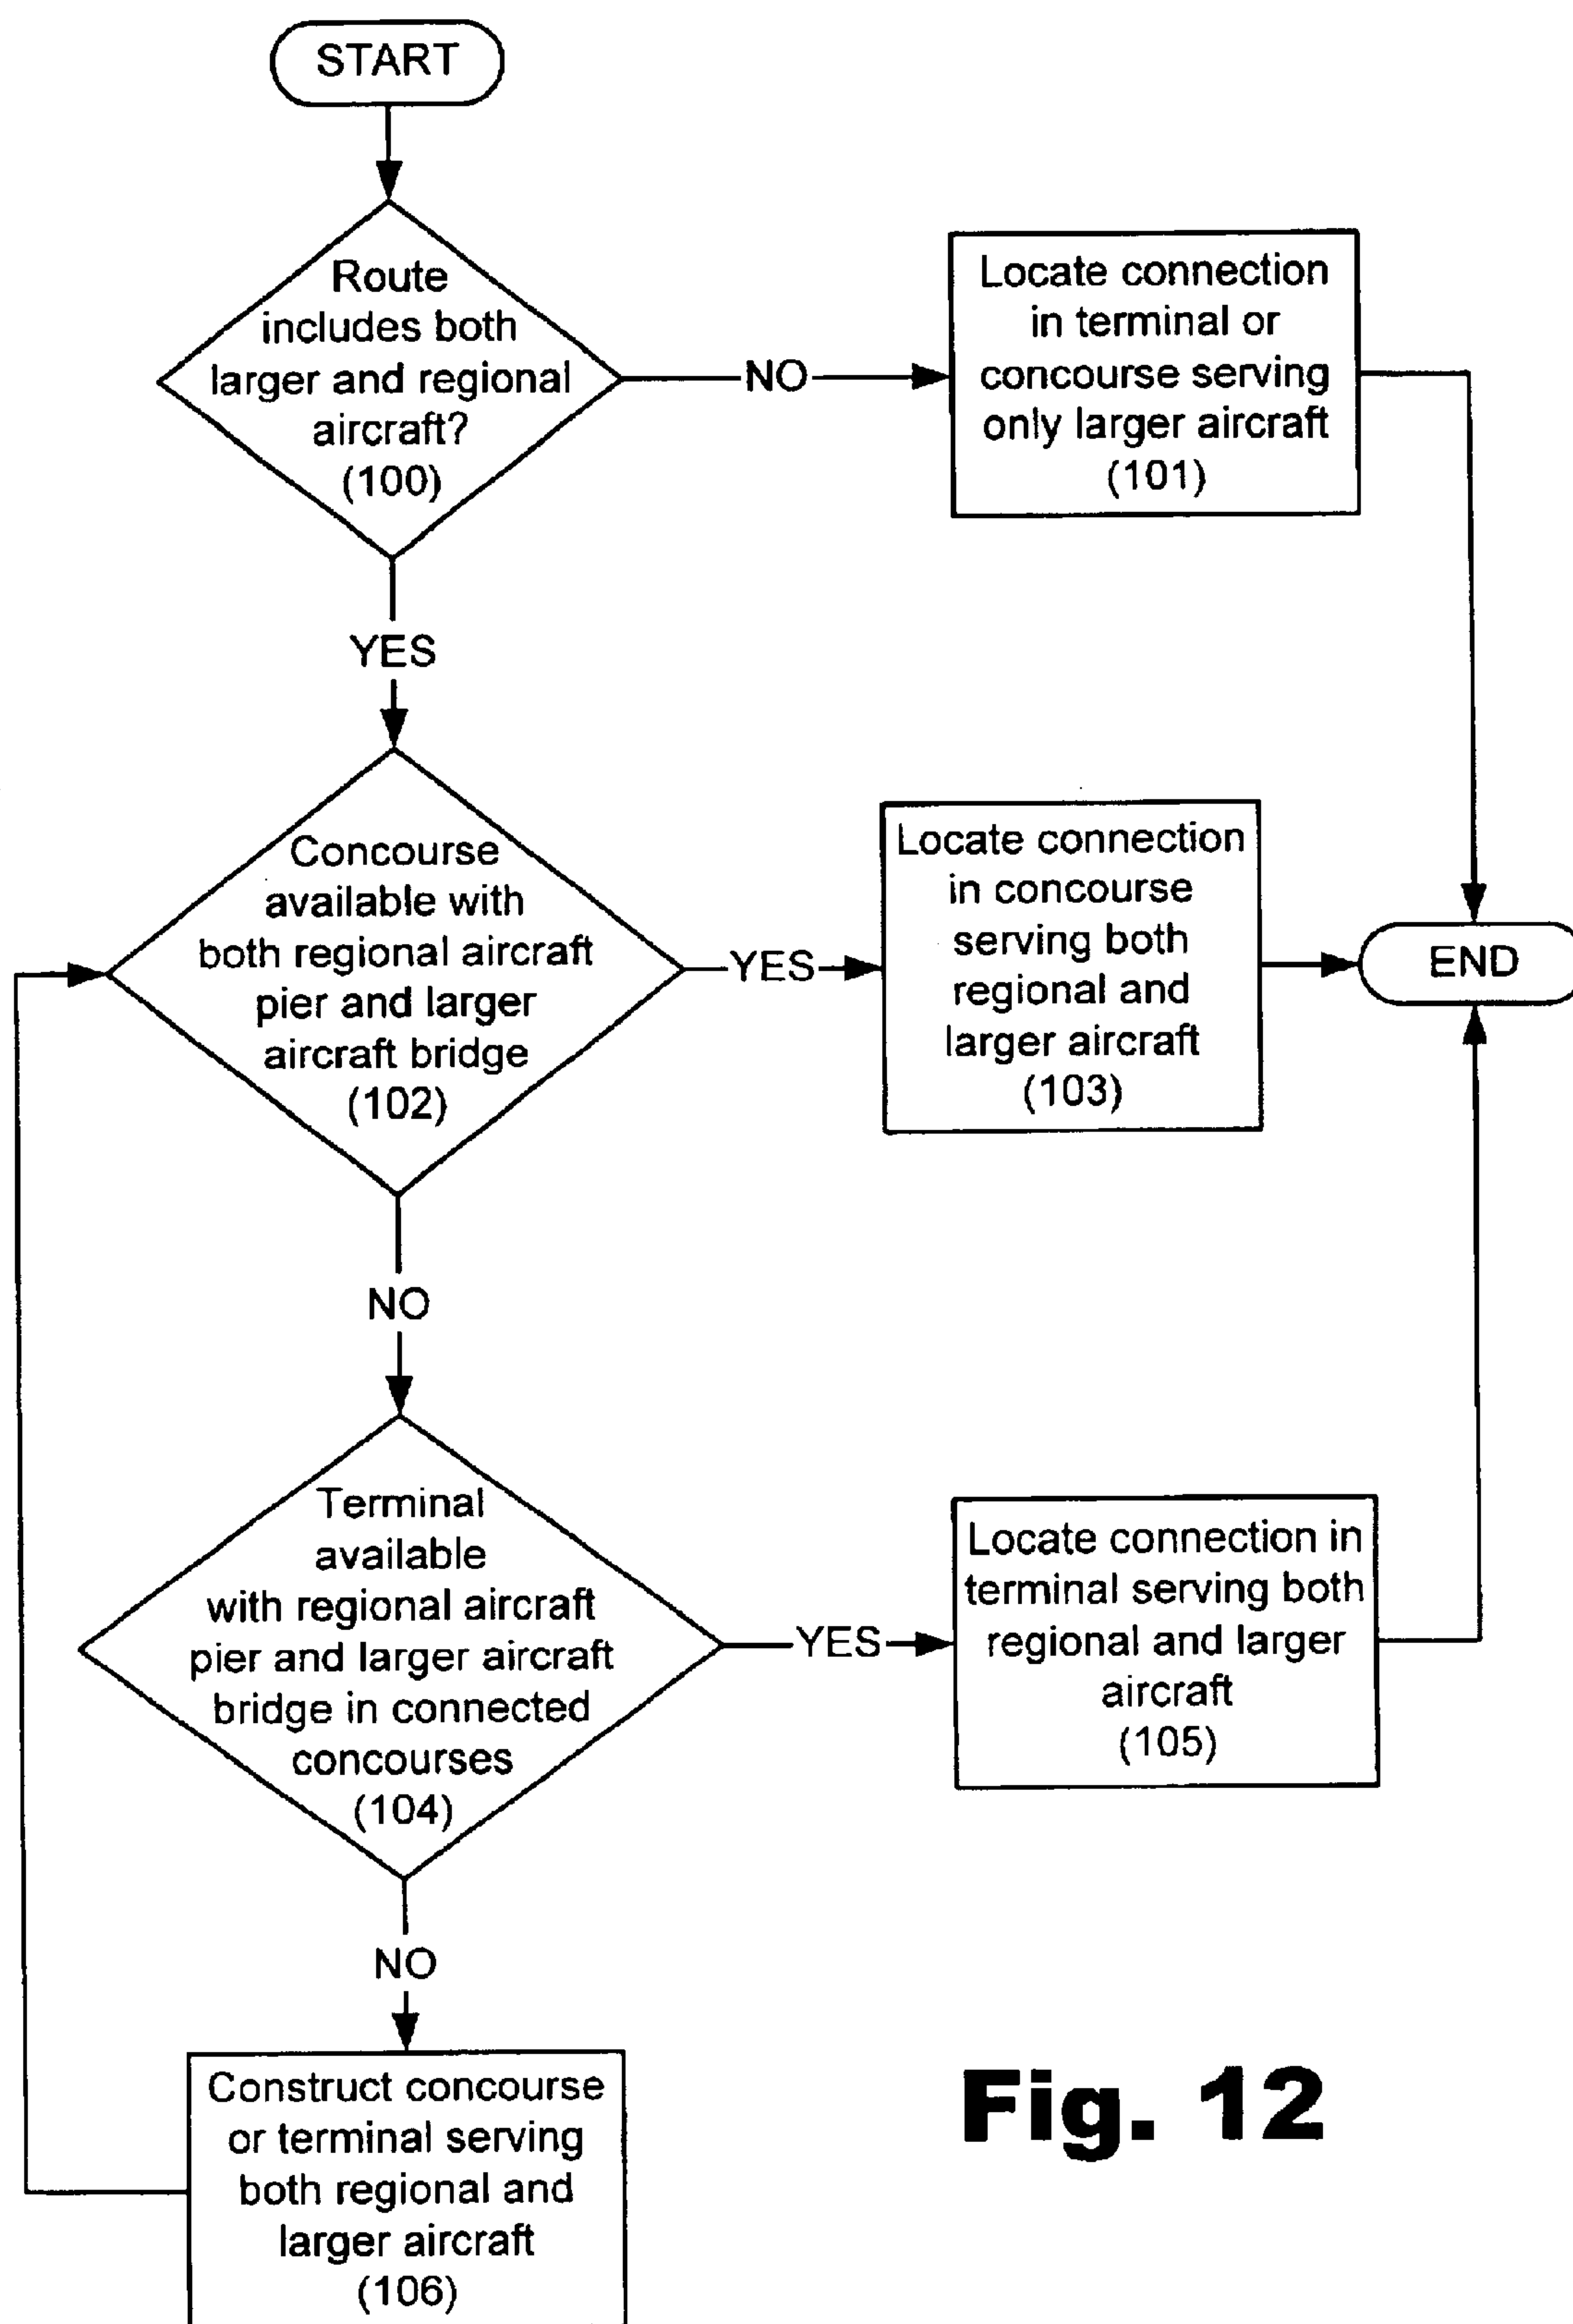 START
Route
includes both
larger and regional
aircraft?
(100)
NO
Locate connection
in terminal or
concourse serving
only larger aircraft
(101)
YES
Concourse
available with
both regional aircraft
pier and larger
aircraft bridge
(102)
YES
Locate connection
in concourse
serving both
regional and
larger aircraft
(103)
END
NO
Terminal
available
with regional aircraft
pier and larger aircraft
bridge in connected
concourses
(104)
YES
Locate connection in
terminal serving both
regional and larger
aircraft
(105)
NO
Construct concourse
or terminal serving
both regional and
larger aircraft
(106)
Fig. 12